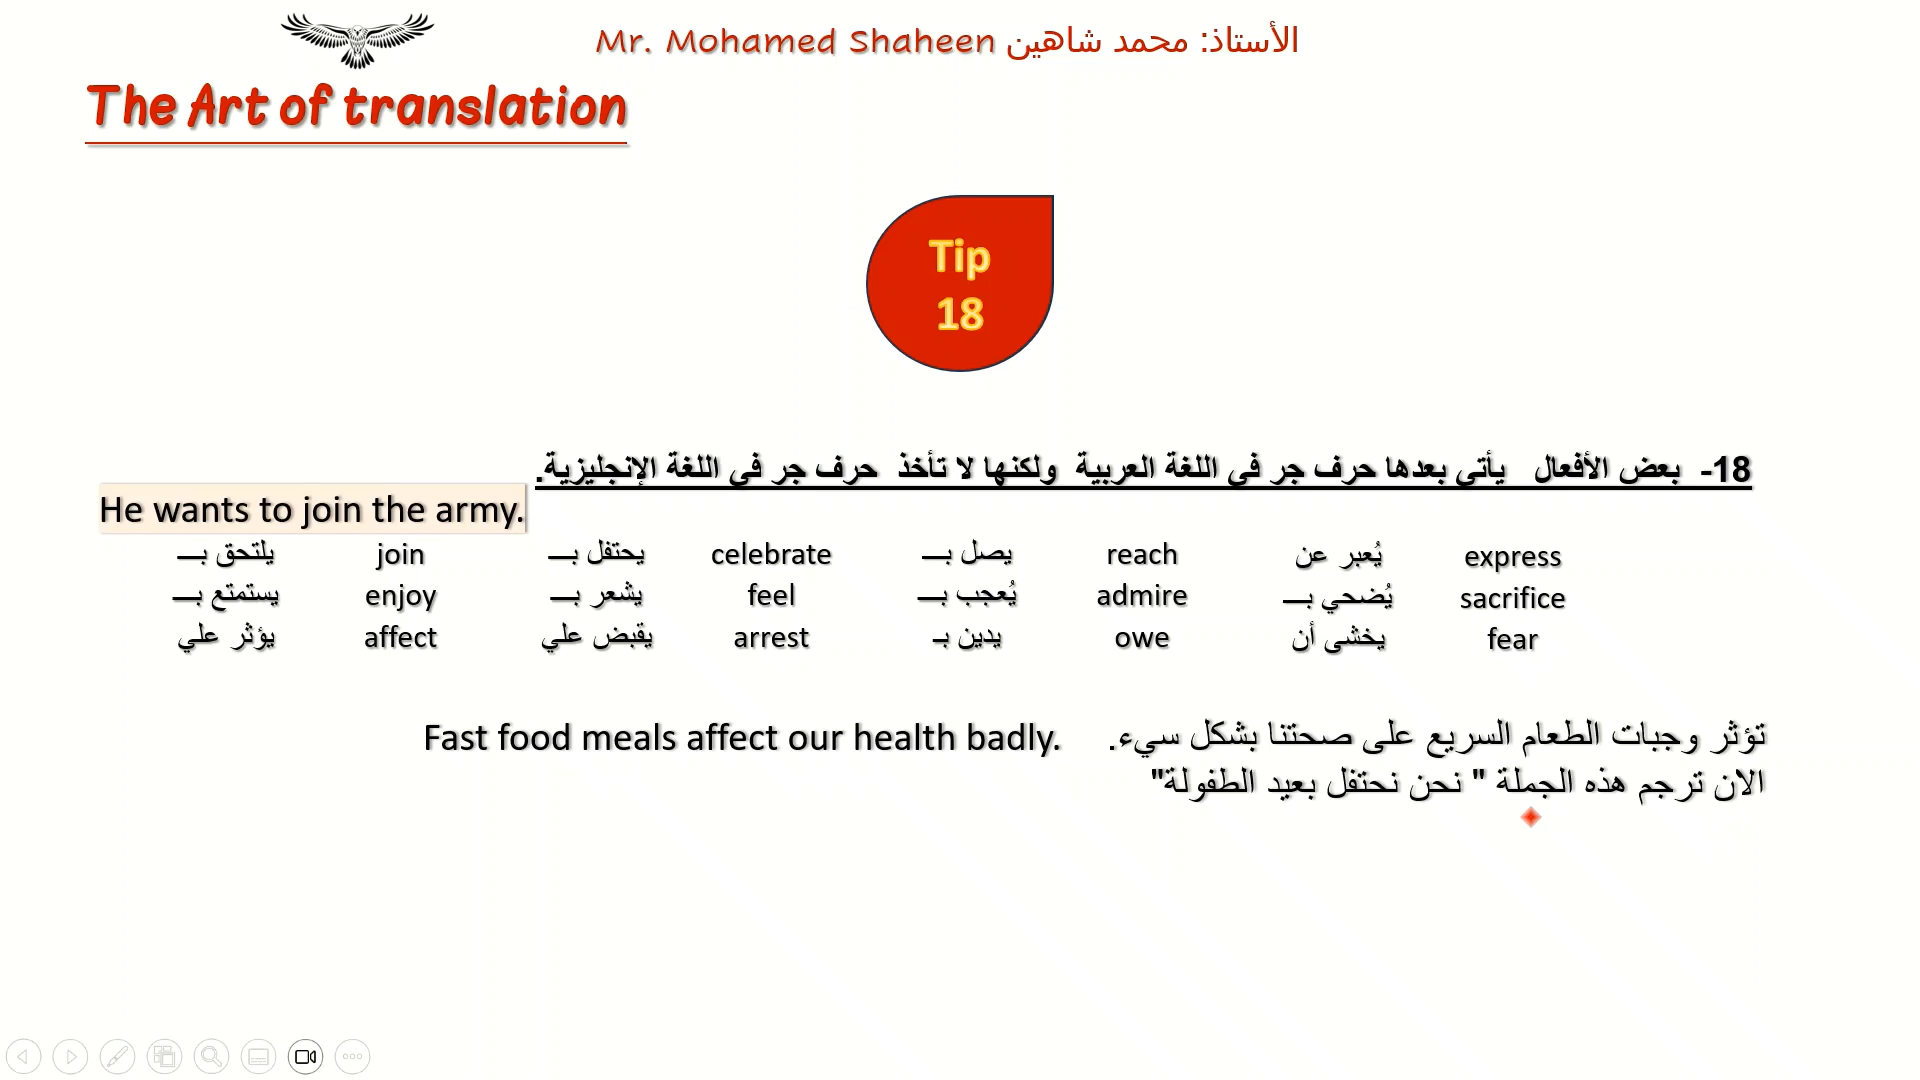 Mr. Mohamed Shaheen الأستاذ: محمد شاهين
The Art of translation
Tip
18
18- بعض الأفعال يأتي بعدها حرف جر في اللغة العربية ولكنها لا تأخذ حرف جر في اللغة الإنجليزية.
He wants to join the army.
express يُعبر عن reach يصل بـــ celebrate يحتفل بـــ join يلتحق بـــ
sacrifice يُضحي بـــ admire يُعجب بـــ feel يشعر بـــ enjoy يستمتع بـــ
fear يخشى أن owe يدين بـ arrest يقبض علي affect يؤثر علي
تؤثر وجبات الطعام السريع على صحتنا بشكل سيء. Fast food meals affect our health badly.
الان ترجم هذه الجملة " نحن نحتفل بعيد الطفولة"